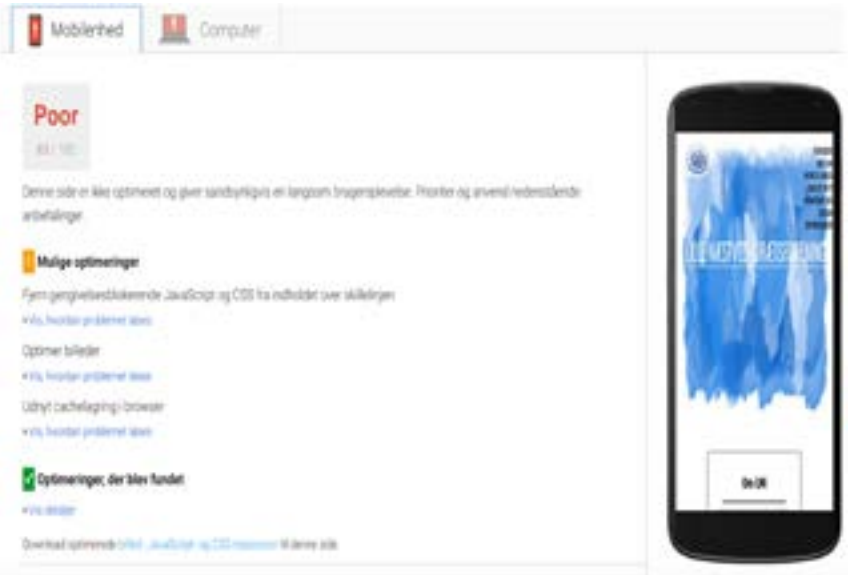 Mobilenhed
Computer
Poor
Denne side er ikke optimeret og giver sandsynligvis en langsom brugeroplevelse. Prioriter og anvend nedenstående
anbefalinger.
Mulige optimeringer
Fjern gengivelsesblokerende JavaScript og CSS fra indholdet over skillelinjen
Vis, hvordan problemet løses
Optimer billeder
Vis, hvordan problemet løses
Udnyt cachelagring i browser
Vis, hvordan problemet løses
Optimeringer, der blev fundet
Vis detaljer
Download optimerede JavaScript- og CSS-ressourcer til denne side.
Om UR